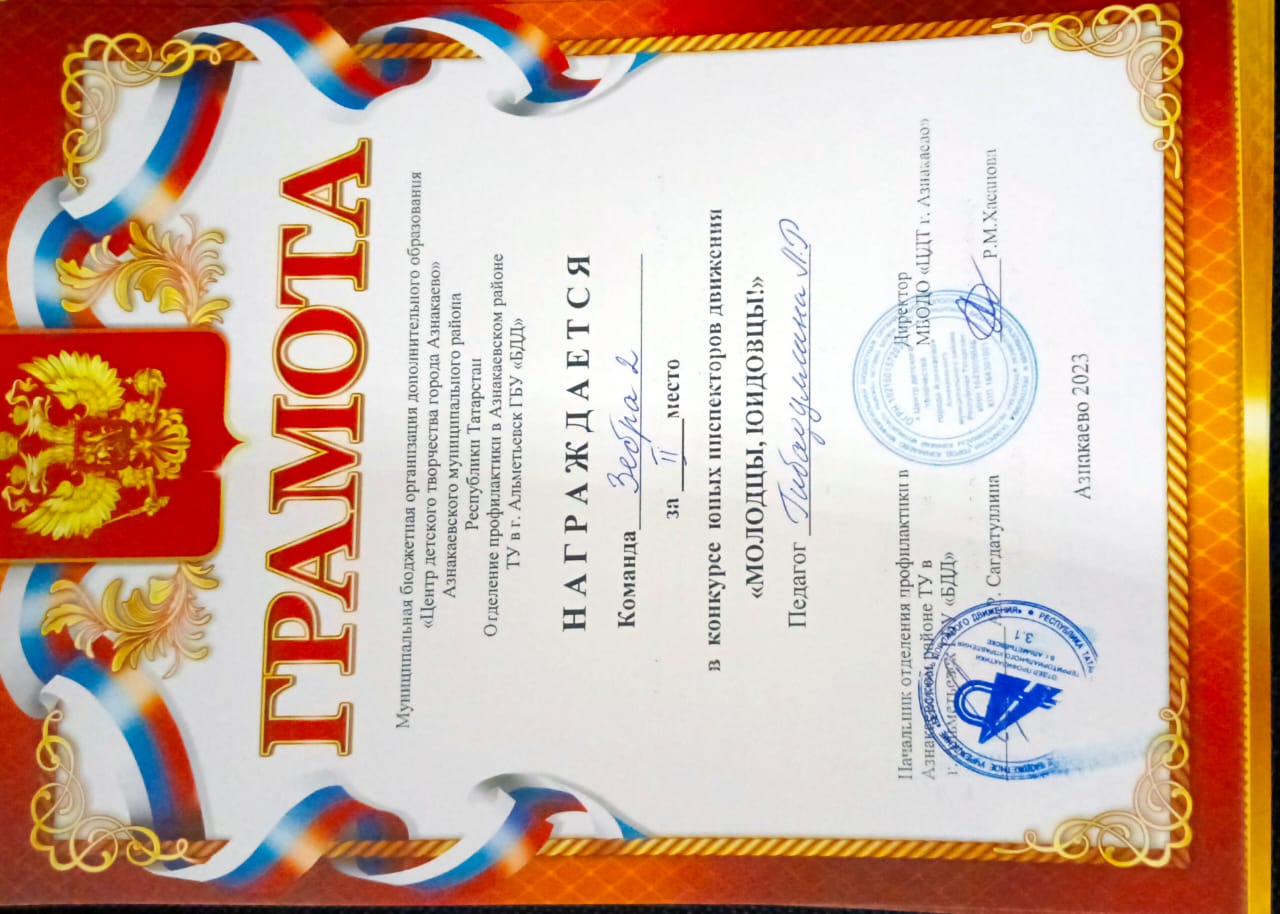 ГРАМОТА
Муниципальная бюджетная организация дополнительного образования
«Центр детского творчества города Азнакаево»
Азнакаевского муниципального района
Республики Татарстан
Отделение профилактики в Азнакаевском районе
ТУ в г. Альметьевск ГБУ «БДД»
НАГРАЖДАЕТСЯ
Команда Зебра 2
за II место
в конкурсе юных инспекторов движения
«МОЛОДЦЫ, ЮИДОВЦЫ!»
Педагог Гибадуллина Л.Р
Начальник отделения профилактики в
Азнакаевском районе ТУ в
«БДД»
Р. Сагдатуллина
Директор
МБОДО «ЦДТ г. Азнакаево»
Р.М.Хасанова
Азнакаево 2023